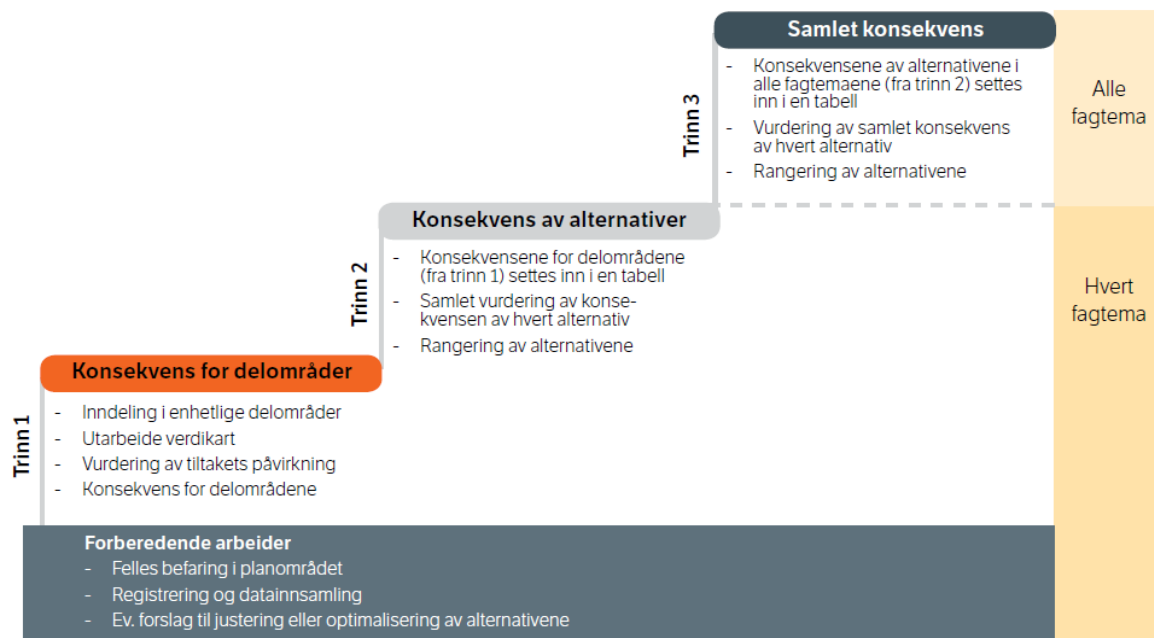 Samlet konsekvens
- Konsekvensene av alternativene i
alle fagtemaene (fra trinn 2) settes
inn i en tabell
- Vurdering av samlet konsekvens
av hvert alternativ
- Rangering av alternativene
Trinn 3
Alle
fagtema
Konsekvens av alternativer
- Konsekvensene for delområdene
(fra trinn 1) settes inn i en tabell
- Samlet vurdering av konse-
kvensen av hvert alternativ
- Rangering av alternativene
Trinn 2
Hvert
fagtema
Konsekvens for delområder
- Inndeling i enhetlige delområder
- Utarbeide verdikart
- Vurdering av tiltakets påvirkning
- Konsekvens for delområdene
Trinn 1
Forberedende arbeider
- Felles befaring i planområdet
- Registrering og datainnsamling
- Ev. forslag til justering eller optimalisering av alternativene